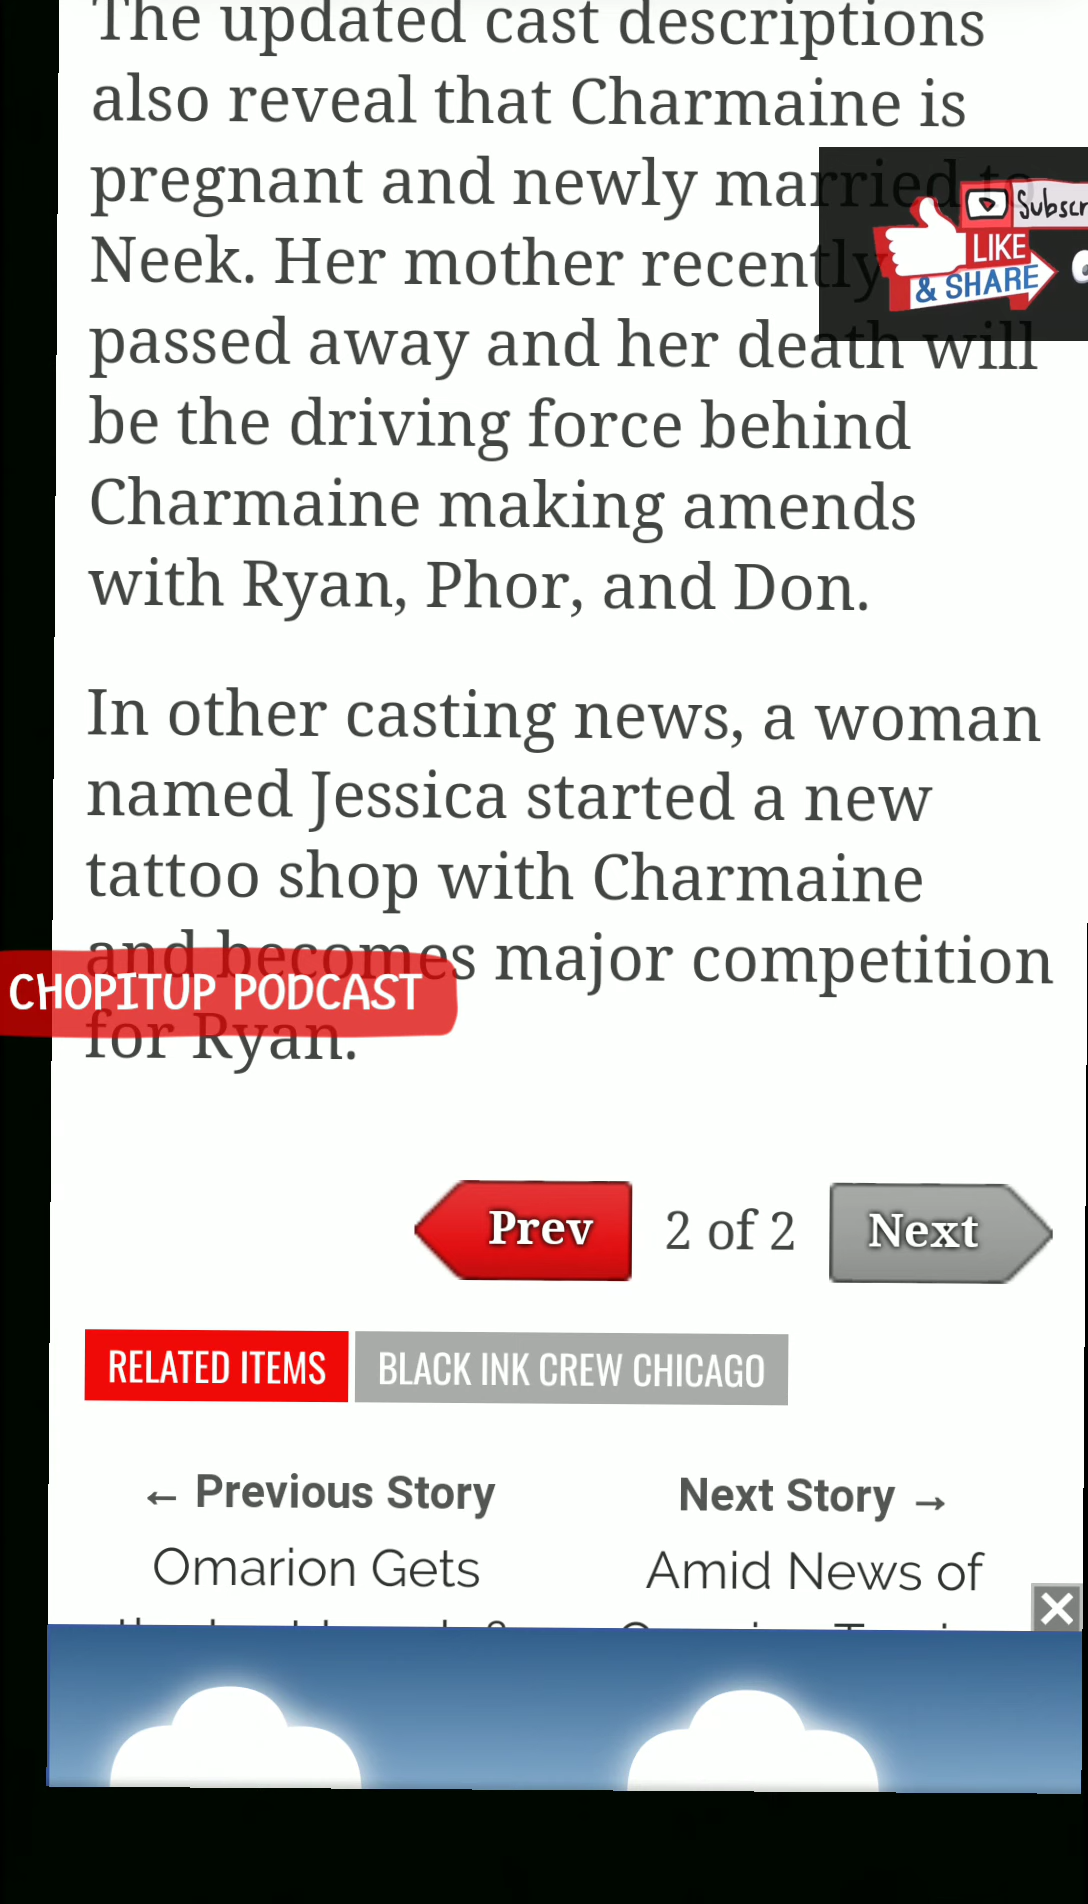 The updated cast descriptions
also reveal that Charmaine is
pregnant and newly married to
Neek. Her mother recently
passed away and her death will
be the driving force behind
Charmaine making amends
with Ryan, Phor, and Don.
In other casting news, a woman
named Jessica started a new
tattoo shop with Charmaine
and becomes major competition
for Ryan.
Subscr
LIKE
& SHARE
CHOPITUP PODCAST
Prev 2 of 2 Next
RELATED ITEMS BLACK INK CREW CHICAGO
← Previous Story
Omarion Gets
Next Story →
Amid News of